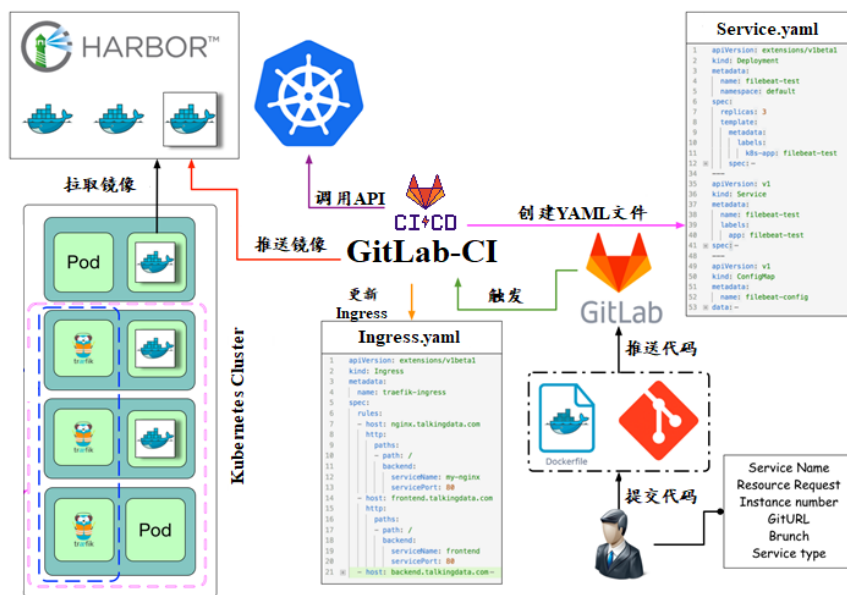 HARBOR™
拉取镜像
Pod
træfik
træfik
træfik
Pod
Kubernetes Cluster
调用API
推送镜像
CI CD
GitLab-CI
创建YAML文件
触发
更新
Ingress
GitLab
推送代码
Dockerfile
提交代码
Service Name
Resource Request
Instance number
GitURL
Brunch
Service type
Ingress.yaml
1 apiVersion: extensions/v1beta1
2 kind: Ingress
3 metadata:
4 name: traefik-ingress
5 spec:
6 rules:
7 - host: nginx.talkingdata.com
8 http:
9 paths:
10 - path: /
11 backend:
12 serviceName: my-nginx
13 servicePort: 80
14 - host: frontend.talkingdata.com
15 http:
16 paths:
17 - path: /
18 backend:
19 serviceName: frontend
20 servicePort: 80
21 - host: backend.talkingdata.com
Service.yaml
1 apiVersion: extensions/v1beta1
2 kind: Deployment
3 metadata:
4 name: filebeat-test
5 namespace: default
6 spec:
7 replicas: 3
8 template:
9 metadata:
10 labels:
11 k8s-app: filebeat-test
12 spec:
34 ---
35 apiVersion: v1
36 kind: Service
37 metadata:
38 name: filebeat-test
39 labels:
40 app: filebeat-test
41 spec:
48 ---
49 apiVersion: v1
50 kind: ConfigMap
51 metadata:
52 name: filebeat-config
53 data: